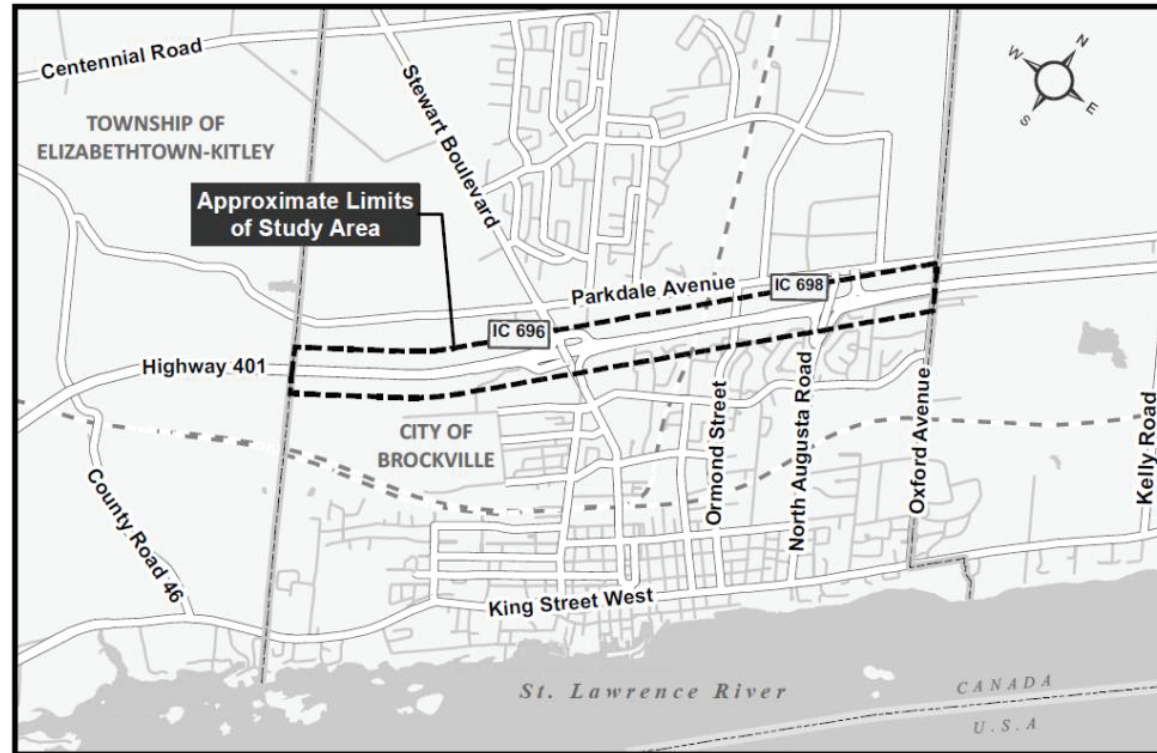 Centennial Road
TOWNSHIP OF
ELIZABETHTOWN-KITLEY
Stewart Boulevard
N
W
E
S
Approximate Limits
of Study Area
Parkdale Avenue
IC 698
IC 696
Highway 401
CITY OF
BROCKVILLE
County Road 46
Ormond Street
North Augusta Road
Oxford Avenue
Kelly Road
King Street West
St. Lawrence River
CANADA
U.S.A